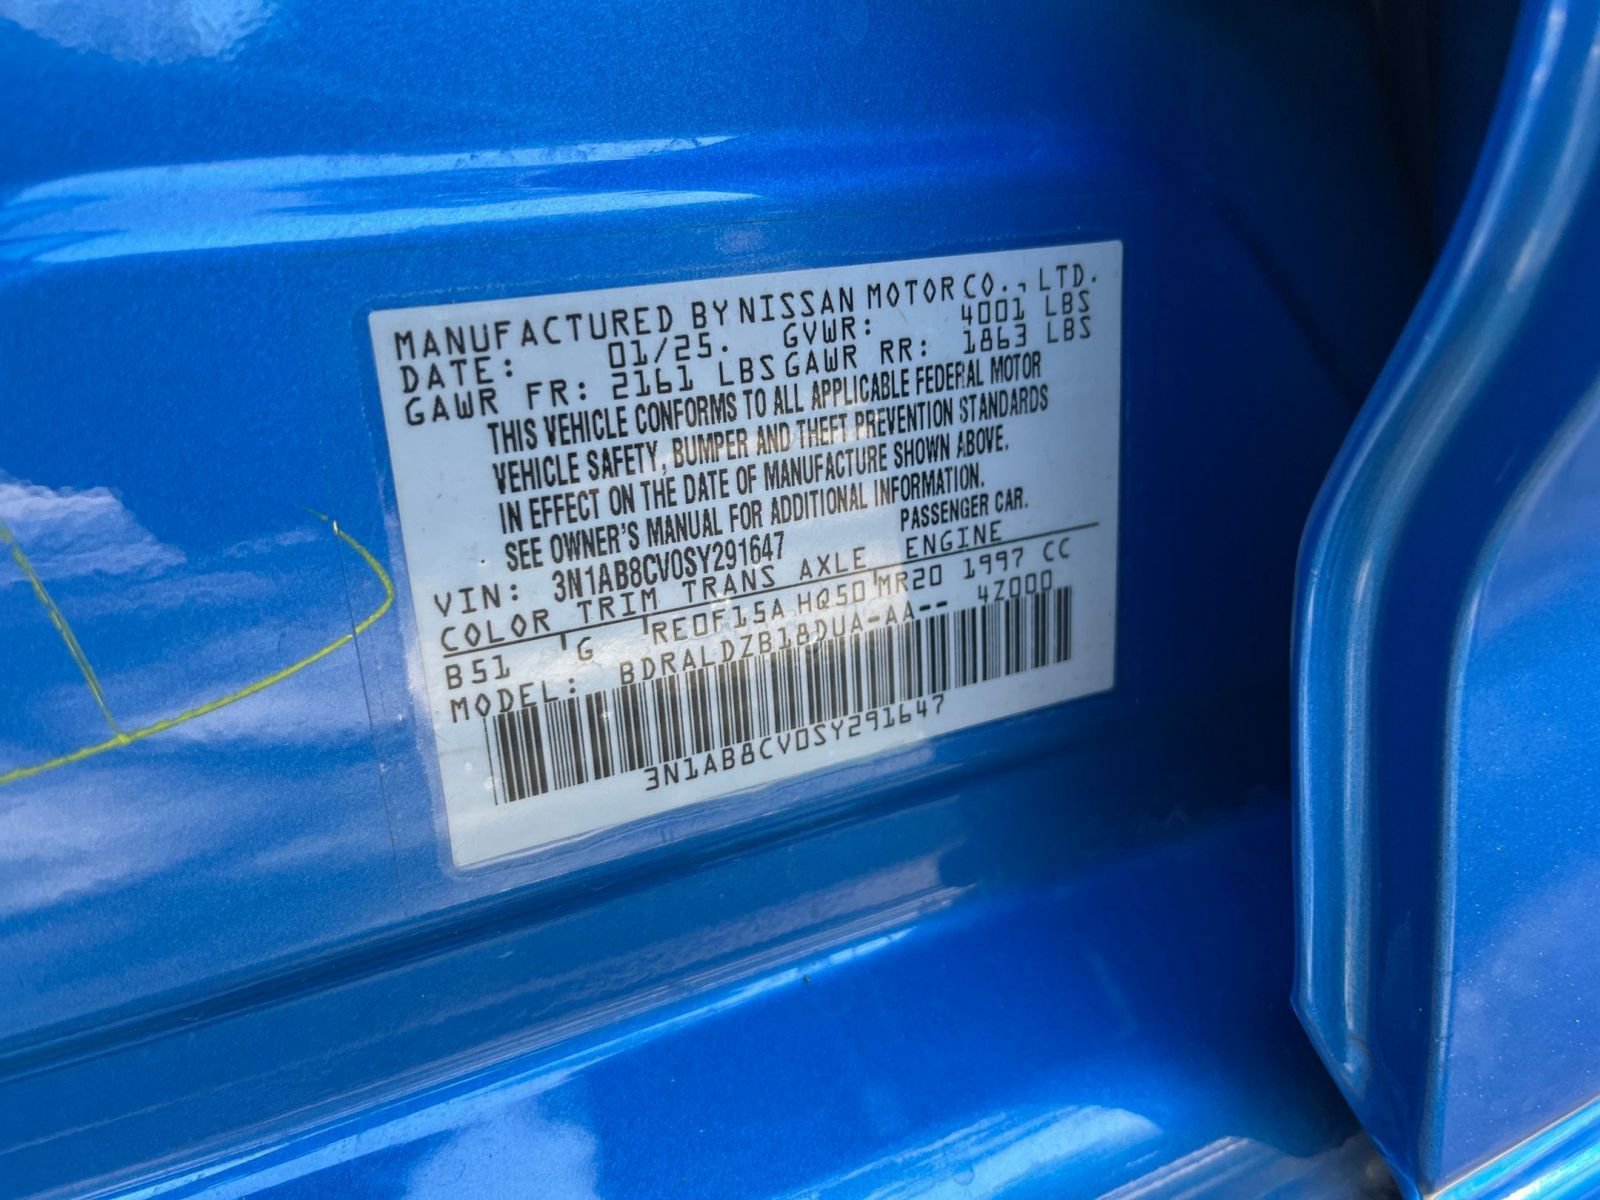 MANUFACTURED BY NISSAN MOTOR CO., LTD.
DATE: 01/25. GVWR: 4001 LBS
GAWR FR: 2161 LBS GAWR RR: 1863 LBS
THIS VEHICLE CONFORMS TO ALL APPLICABLE FEDERAL MOTOR
VEHICLE SAFETY, BUMPER AND THEFT PREVENTION STANDARDS
IN EFFECT ON THE DATE OF MANUFACTURE SHOWN ABOVE.
SEE OWNER'S MANUAL FOR ADDITIONAL INFORMATION.
PASSENGER CAR.
VIN: 3N1AB8CV0SY291647
COLOR TRIM TRANS AXLE ENGINE
B51 G RE0F15A HQ50 MR20 1997 CC
MODEL: BDRALDZB18DUA-AA-- 4Z000
3N1AB8CV0SY291647